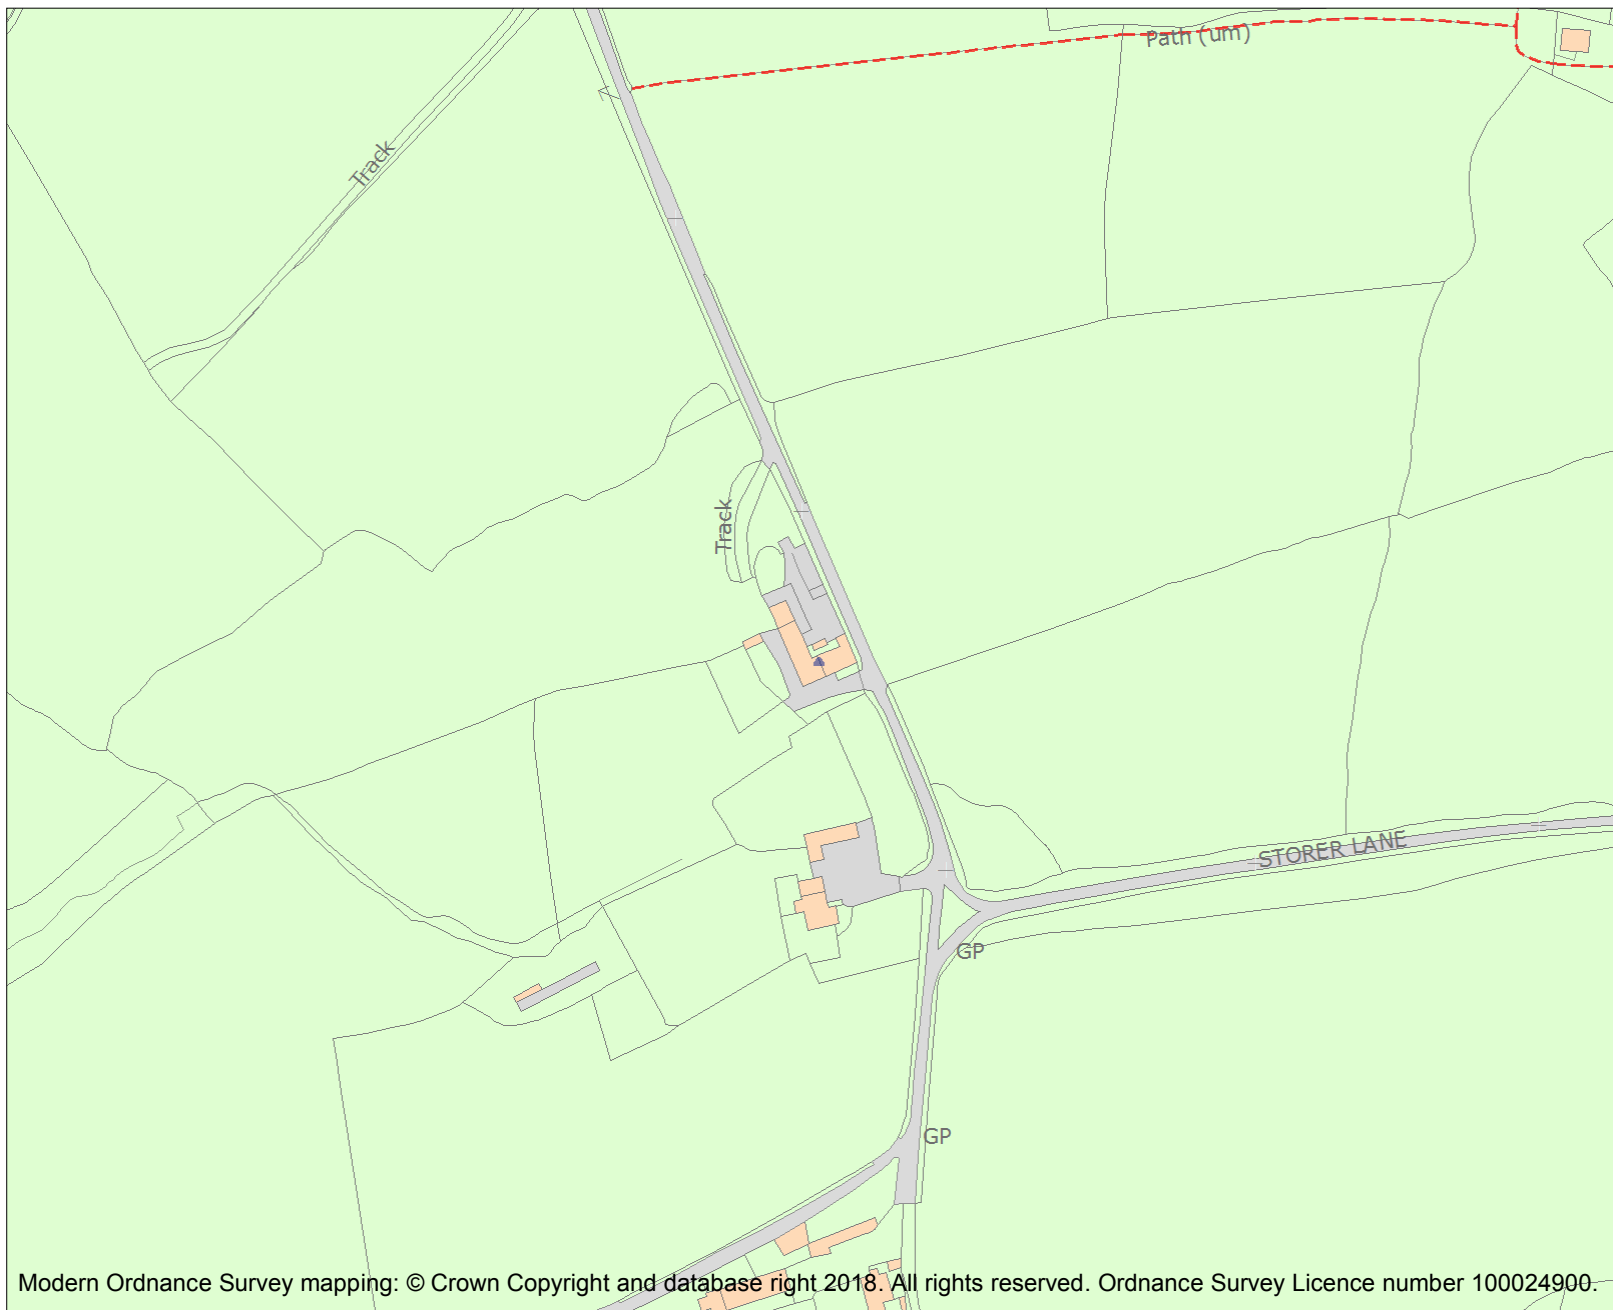 Path (um)
Track
Track
STORER LANE
GP
GP
Modern Ordnance Survey mapping: © Crown Copyright and database right 2018. All rights reserved. Ordnance Survey Licence number 100024900.